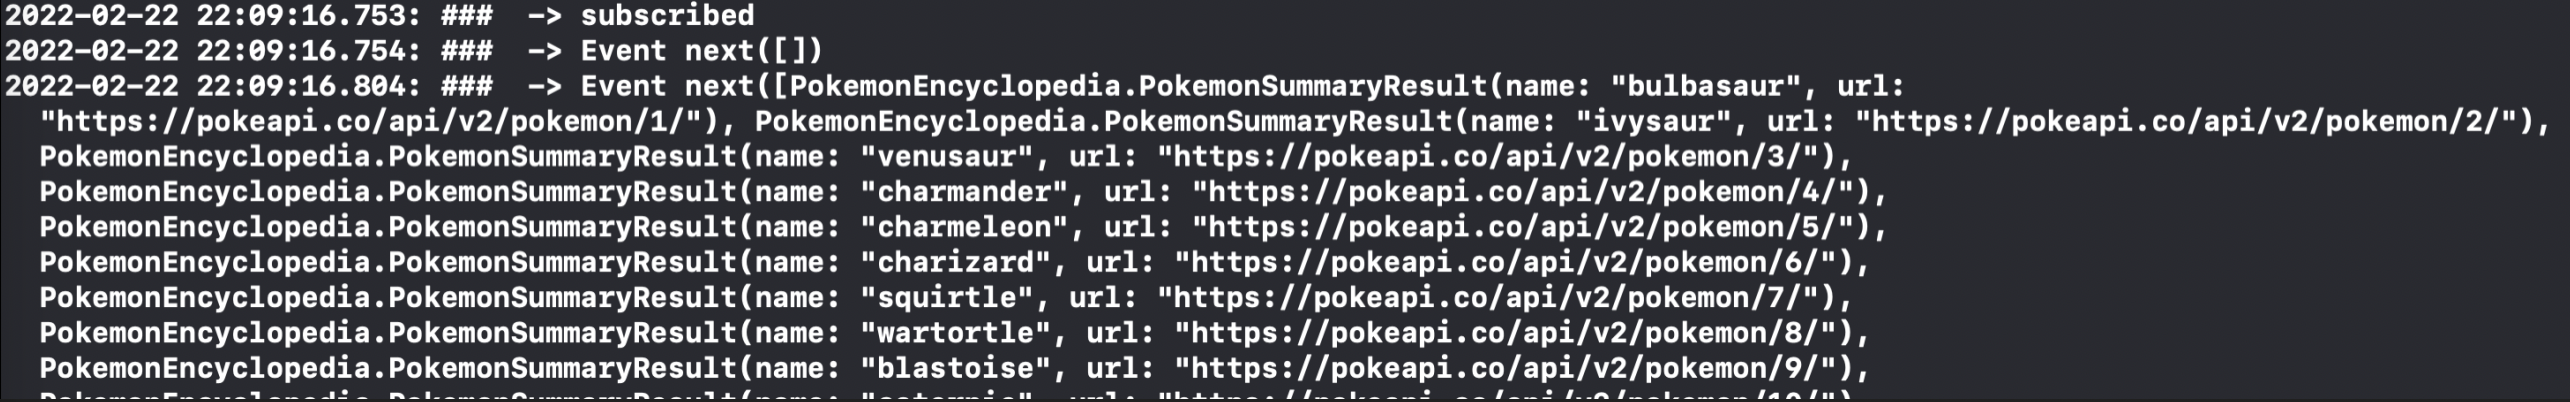 2022-02-22 22:09:16.753: ###  -> subscribed
2022-02-22 22:09:16.754: ###  -> Event next([])
2022-02-22 22:09:16.804: ###  -> Event next([PokemonEncyclopedia.PokemonSummaryResult(name: "bulbasaur", url:
"https://pokeapi.co/api/v2/pokemon/1/"), PokemonEncyclopedia.PokemonSummaryResult(name: "ivysaur", url: "https://pokeapi.co/api/v2/pokemon/2/"),
PokemonEncyclopedia.PokemonSummaryResult(name: "venusaur", url: "https://pokeapi.co/api/v2/pokemon/3/"),
PokemonEncyclopedia.PokemonSummaryResult(name: "charmander", url: "https://pokeapi.co/api/v2/pokemon/4/"),
PokemonEncyclopedia.PokemonSummaryResult(name: "charmeleon", url: "https://pokeapi.co/api/v2/pokemon/5/"),
PokemonEncyclopedia.PokemonSummaryResult(name: "charizard", url: "https://pokeapi.co/api/v2/pokemon/6/"),
PokemonEncyclopedia.PokemonSummaryResult(name: "squirtle", url: "https://pokeapi.co/api/v2/pokemon/7/"),
PokemonEncyclopedia.PokemonSummaryResult(name: "wartortle", url: "https://pokeapi.co/api/v2/pokemon/8/"),
PokemonEncyclopedia.PokemonSummaryResult(name: "blastoise", url: "https://pokeapi.co/api/v2/pokemon/9/"),